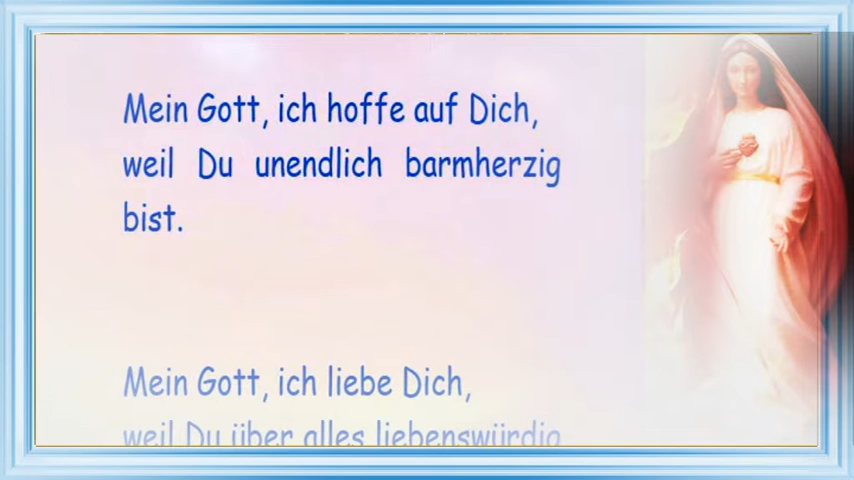 Mein Gott, ich hoffe auf Dich,
weil Du unendlich barmherzig
bist.
Mein Gott, ich liebe Dich,
weil Du über alles liebenswürdig